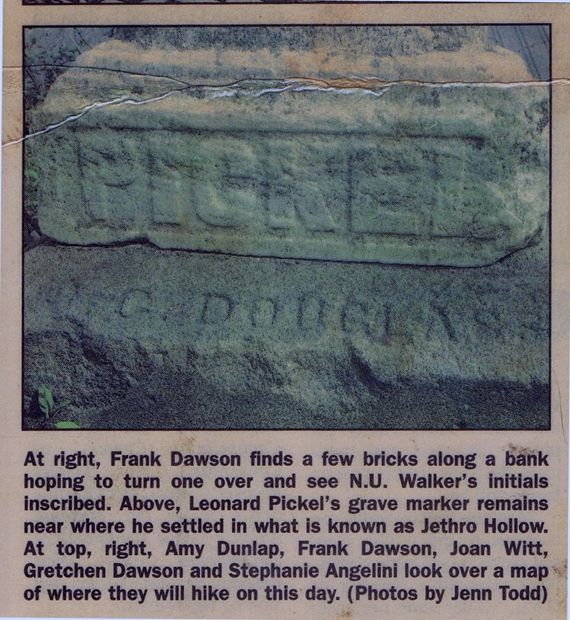 PICKEL
G. DOUGLASS
At right, Frank Dawson finds a few bricks along a bank
hoping to turn one over and see N.U. Walker's initials
inscribed. Above, Leonard Pickel's grave marker remains
near where he settled in what is known as Jethro Hollow.
At top, right, Amy Dunlap, Frank Dawson, Joan Witt,
Gretchen Dawson and Stephanie Angelini look over a map
of where they will hike on this day. (Photos by Jenn Todd)